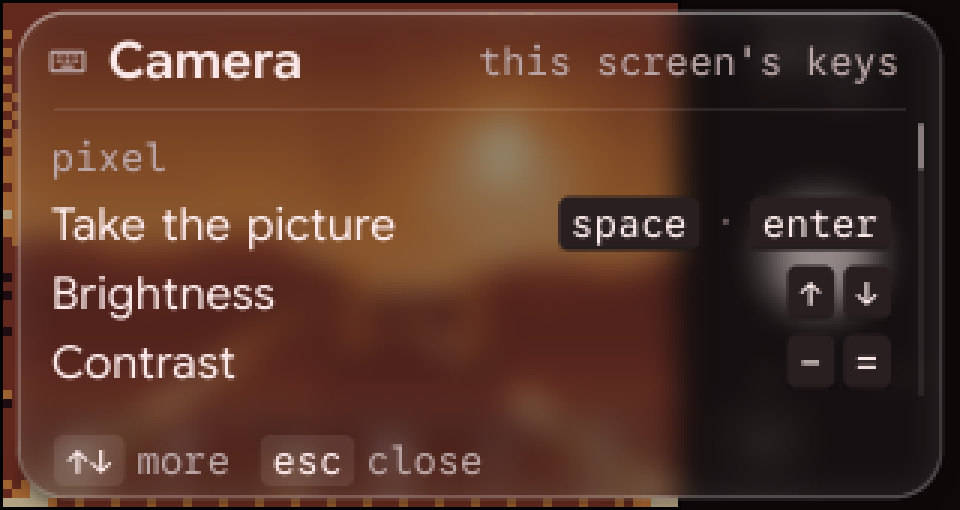 Camera this screen's keys
pixel
Take the picture space · enter
Brightness ↑ ↓
Contrast - =
↑↓ more esc close